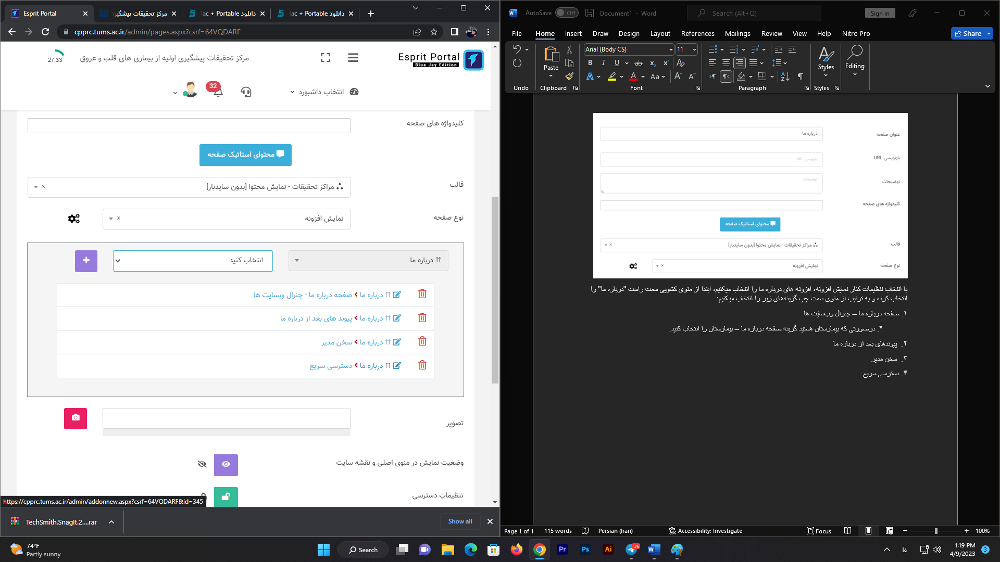 Esprit Portal
مرکز تحقیقات پیشگیری
دانلود ac + Portable
دانلود ac + Portable
cpprc.tums.ac.ir/admin/pages.aspx?csrf=64VQDARF
27:33
مرکز تحقیقات پیشگیری اولیه از بیماری های قلب و عروق
Esprit Portal
Blue Jay Edition
32
انتخاب داشبورد
کلیدواژه های صفحه
محتوای استاتیک صفحه
قالب
مراکز تحقیقات - نمایش محتوا [بدون سایدبار]
×
نوع صفحه
نمایش افزونه
×
⇈ درباره ما
انتخاب کنید
+
⇈ درباره ما › صفحه درباره ما - جنرال وبسایت ها
⇈ درباره ما › پیوند های بعد از درباره ما
⇈ درباره ما › سخن مدیر
⇈ درباره ما › دسترسی سریع
تصویر
وضعیت نمایش در منوی اصلی و نقشه سایت
تنظیماتِ دسترسی
https://cpprc.tums.ac.ir/admin/addonnew.aspx?csrf=64VQDARF&id=345
TechSmith.SnagIt.2....rar
Show all
AutoSave Off Document1 - Word
Search (Alt+Q)
Sign in
File Home Insert Draw Design Layout References Mailings Review View Help Nitro Pro
Share
Paste
Arial (Body CS) 11
Styles
Editing
Undo Clipboard Font Paragraph Styles
عنوان صفحه
درباره ما
بازنویسی URL
بازنویسی URL
توضیحات
توضیحات
کلیدواژه های صفحه
محتوای استاتیک صفحه
قالب
مراکز تحقیقات - نمایش محتوا [بدون سایدبار]
نوع صفحه
نمایش افزونه
با انتخاب تنظیمات کنار نمایش افزونه، افزونه های درباره ما را انتخاب میکنیم، ابتدا از منوی کشویی سمت راست "درباره ما" را
انتخاب کرده و به ترتیب از منوی سمت چپ گزینه‌های زیر را انتخاب میکنیم:
۱. صفحه درباره ما – جنرال وب‌سایت ها
*. درصورتی که بیمارستان هستید گزینه صفحه درباره ما – بیمارستان را انتخاب کنید.
۲. پیوندهای بعد از درباره ما
۳. سخن مدیر
۴. دسترسی سریع
Page 1 of 1 115 words Persian (Iran) Accessibility: Investigate Focus 100%
74°F
Partly sunny
Search
Pr
Ps
Ai
26
فا
1:19 PM
4/9/2023
3